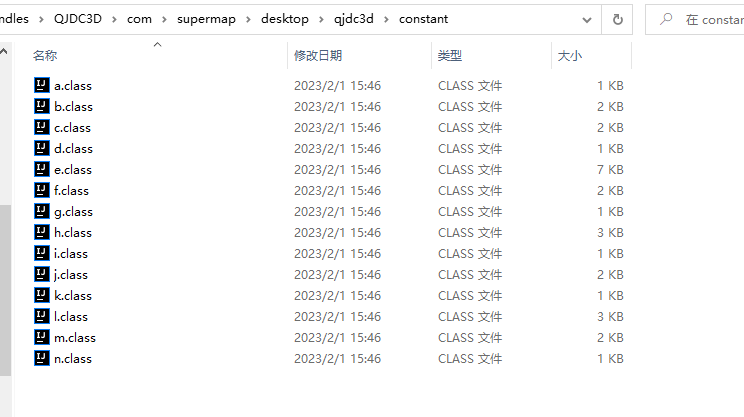 ndles > QJDC3D > com > supermap > desktop > qjdc3d > constant 在 constan
名称 修改日期 类型 大小
a.class 2023/2/1 15:46 CLASS 文件 1 KB
b.class 2023/2/1 15:46 CLASS 文件 2 KB
c.class 2023/2/1 15:46 CLASS 文件 2 KB
d.class 2023/2/1 15:46 CLASS 文件 1 KB
e.class 2023/2/1 15:46 CLASS 文件 7 KB
f.class 2023/2/1 15:46 CLASS 文件 2 KB
g.class 2023/2/1 15:46 CLASS 文件 1 KB
h.class 2023/2/1 15:46 CLASS 文件 3 KB
i.class 2023/2/1 15:46 CLASS 文件 1 KB
j.class 2023/2/1 15:46 CLASS 文件 2 KB
k.class 2023/2/1 15:46 CLASS 文件 1 KB
l.class 2023/2/1 15:46 CLASS 文件 3 KB
m.class 2023/2/1 15:46 CLASS 文件 2 KB
n.class 2023/2/1 15:46 CLASS 文件 1 KB